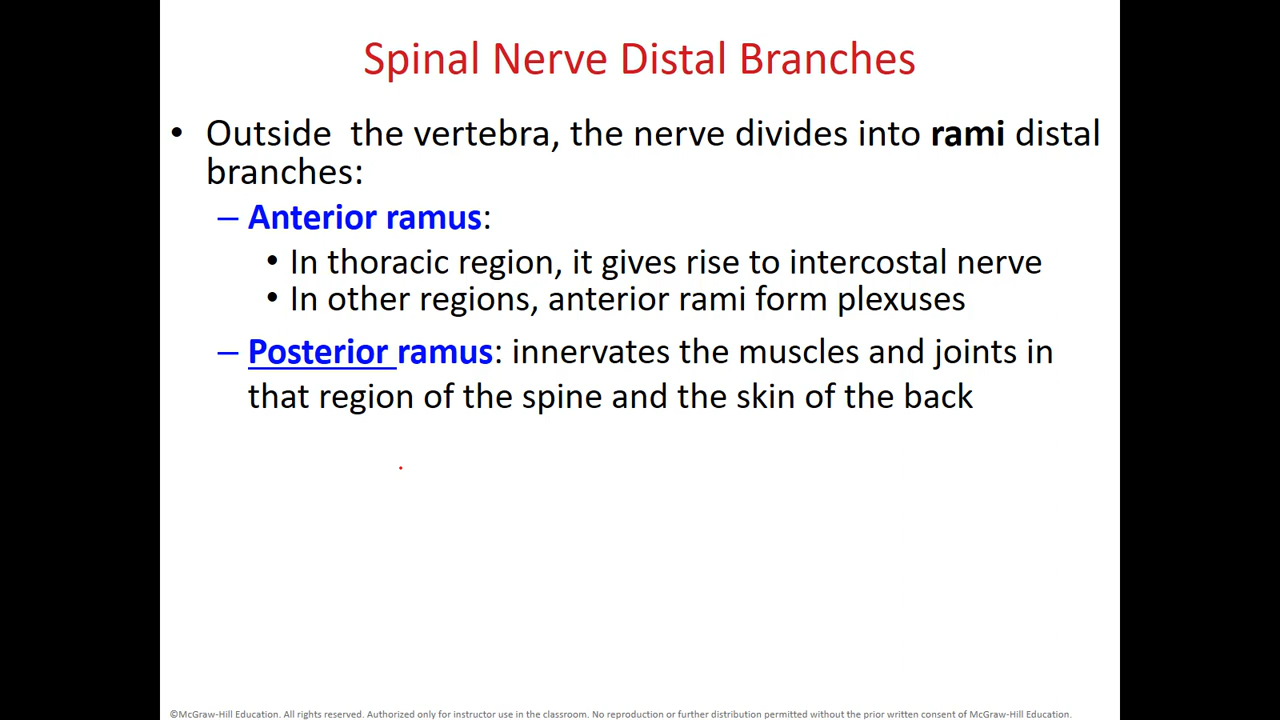 Spinal Nerve Distal Branches
• Outside the vertebra, the nerve divides into rami distal
branches:
– Anterior ramus:
• In thoracic region, it gives rise to intercostal nerve
• In other regions, anterior rami form plexuses
– Posterior ramus: innervates the muscles and joints in
that region of the spine and the skin of the back
©McGraw-Hill Education. All rights reserved. Authorized only for instructor use in the classroom. No reproduction or further distribution permitted without the prior written consent of McGraw-Hill Education.